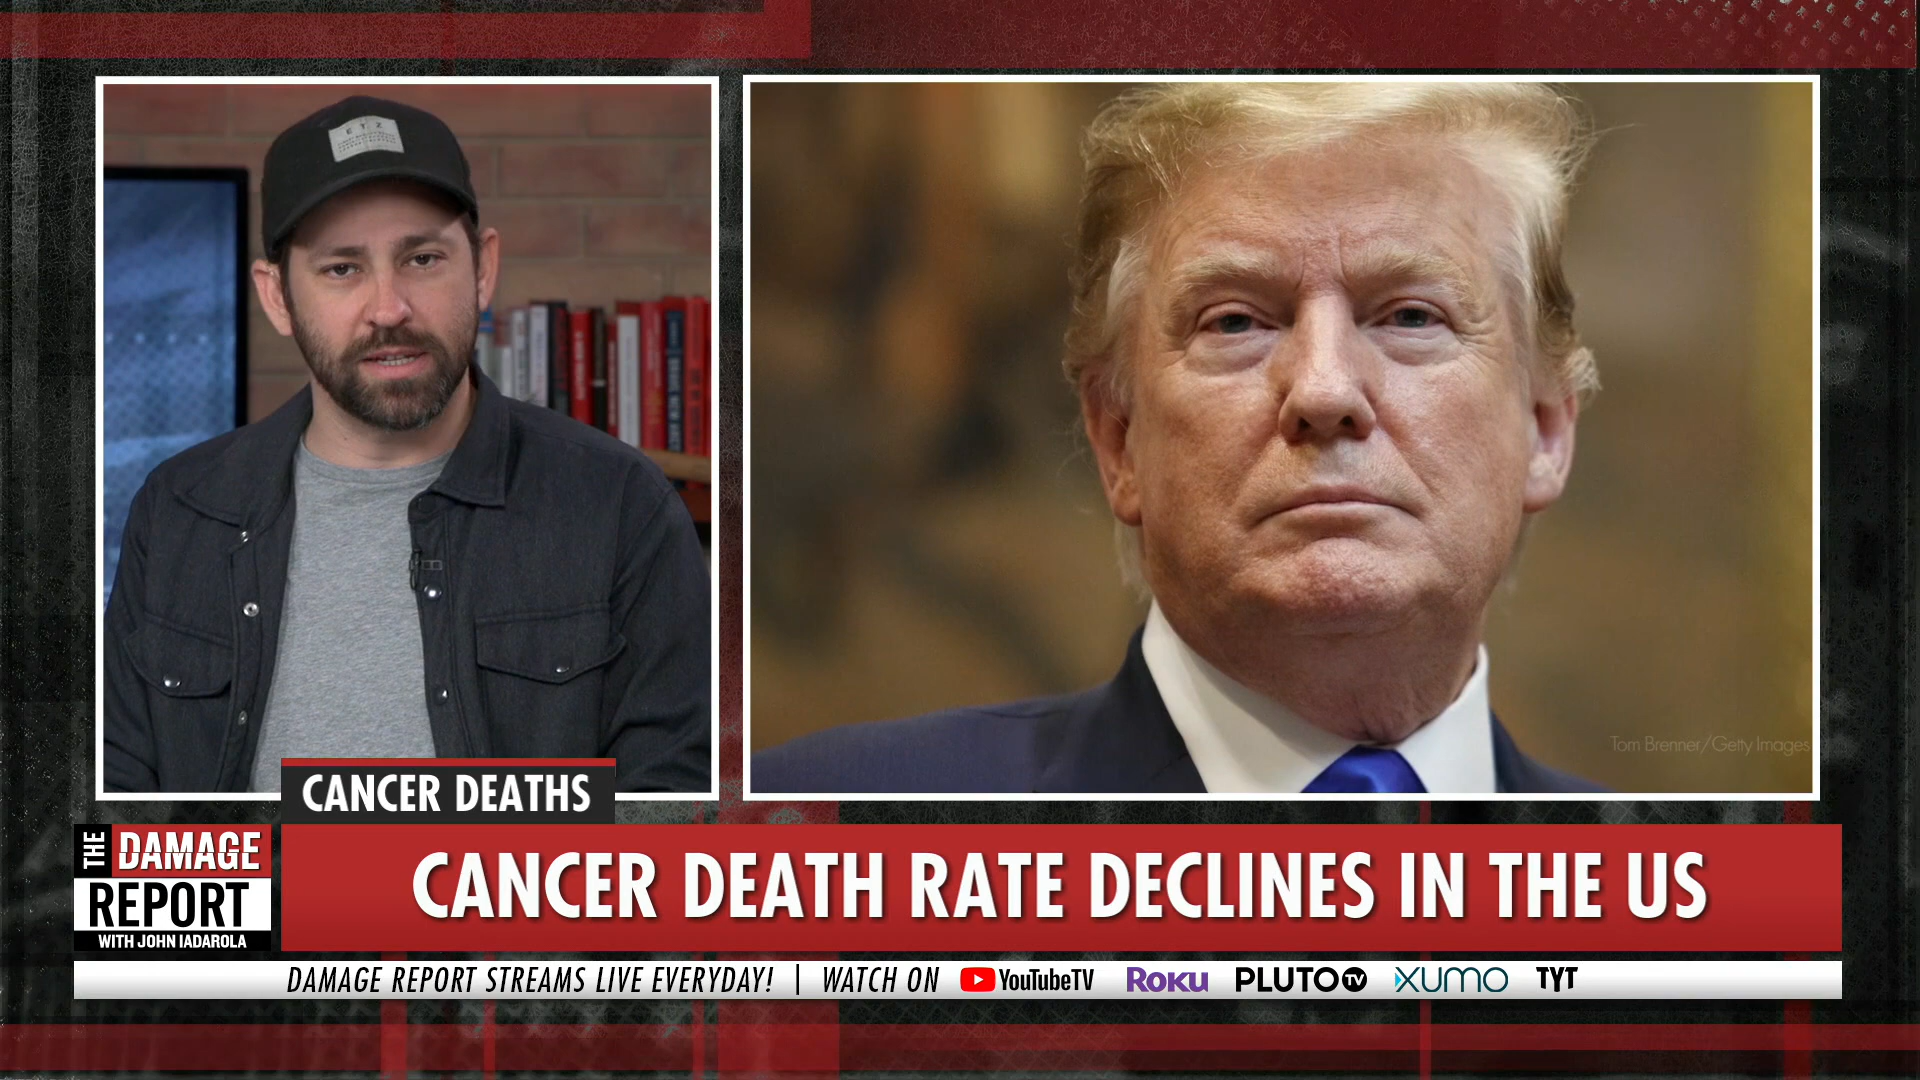 ETZ
Tom Brenner/Getty Images
CANCER DEATHS
THE DAMAGE
REPORT
WITH JOHN IADAROLA
CANCER DEATH RATE DECLINES IN THE US
DAMAGE REPORT STREAMS LIVE EVERYDAY! | WATCH ON YouTubeTV ROKU PLUTO TV XUMO TYT